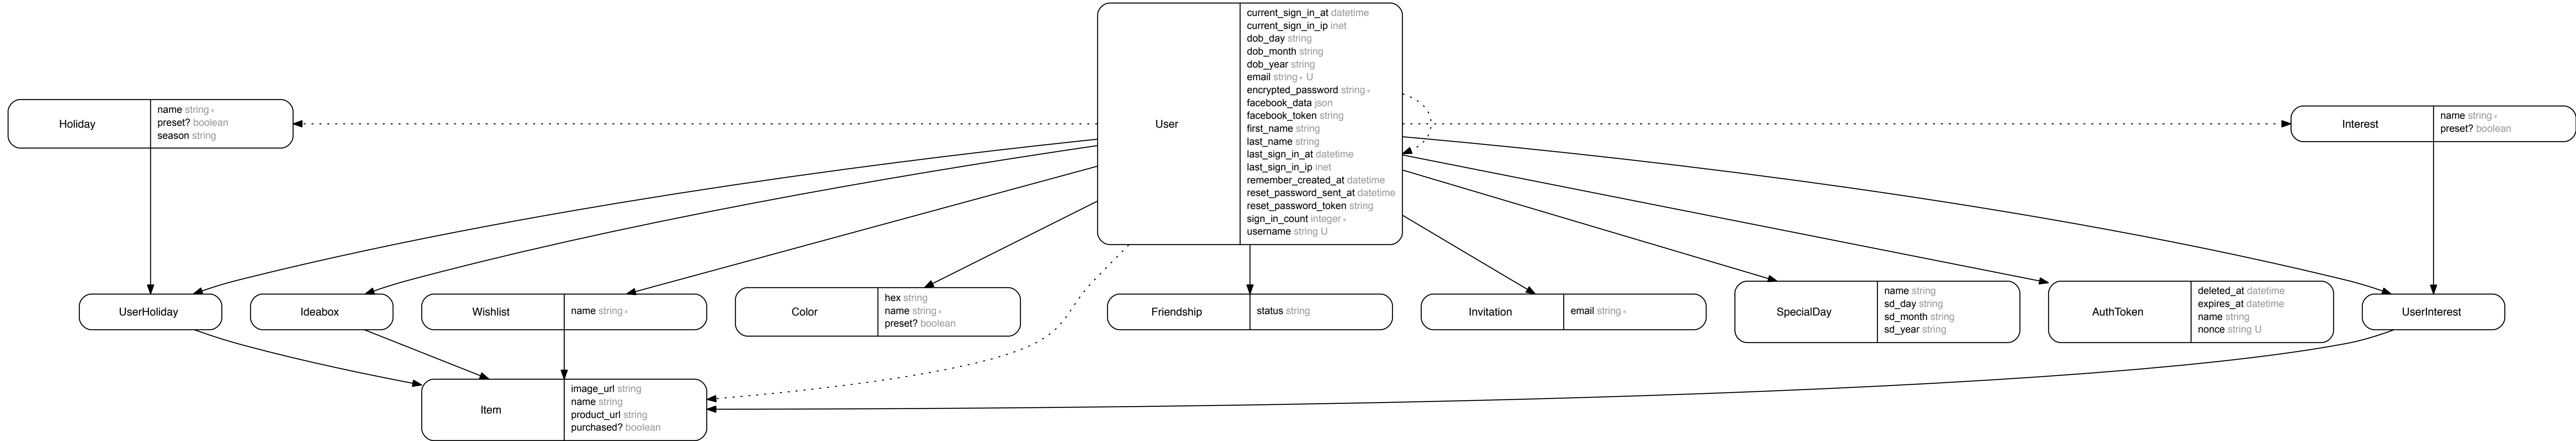 User
current_sign_in_at datetime
current_sign_in_ip inet
dob_day string
dob_month string
dob_year string
email string∗ U
encrypted_password string∗
facebook_data json
facebook_token string
first_name string
last_name string
last_sign_in_at datetime
last_sign_in_ip inet
remember_created_at datetime
reset_password_sent_at datetime
reset_password_token string
sign_in_count integer∗
username string U
Holiday
name string∗
preset? boolean
season string
Interest
name string∗
preset? boolean
UserHoliday
Ideabox
Wishlist
name string∗
Color
hex string
name string∗
preset? boolean
Friendship
status string
Invitation
email string∗
SpecialDay
name string
sd_day string
sd_month string
sd_year string
AuthToken
deleted_at datetime
expires_at datetime
name string
nonce string U
UserInterest
Item
image_url string
name string
product_url string
purchased? boolean